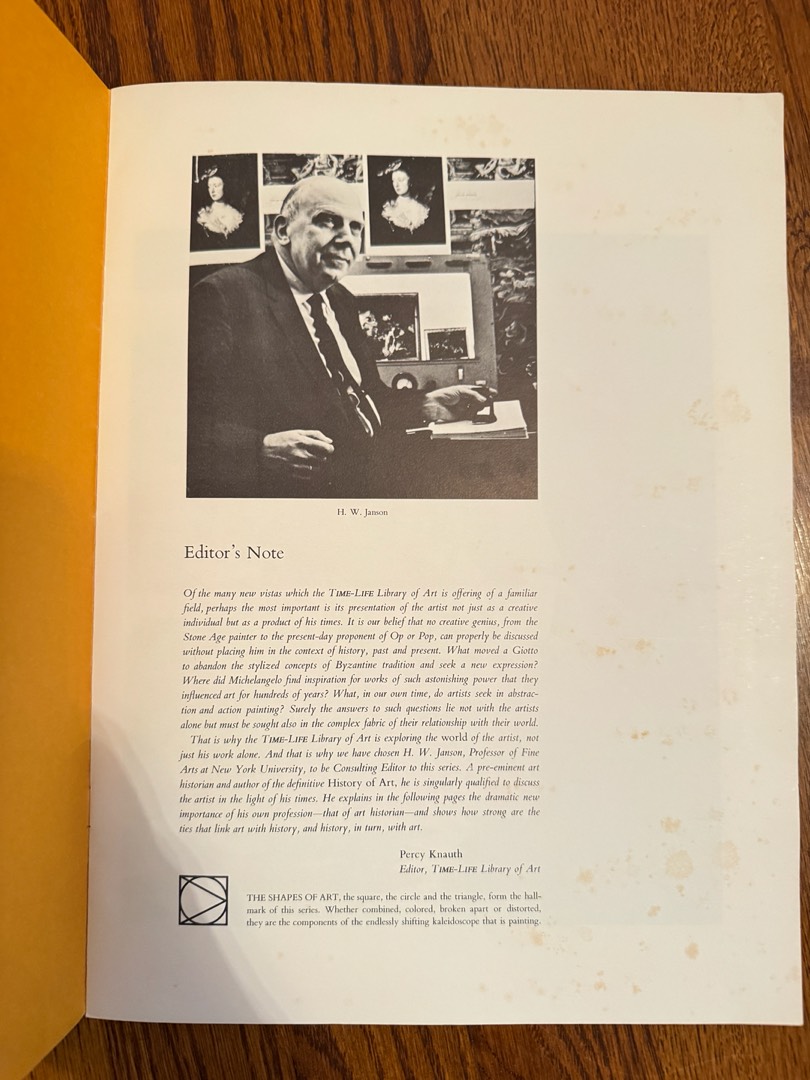 H. W. Janson
Editor's Note
Of the many new vistas which the TIME-LIFE Library of Art is offering of a familiar
field, perhaps the most important is its presentation of the artist not just as a creative
individual but as a product of his times. It is our belief that no creative genius, from the
Stone Age painter to the present-day proponent of Op or Pop, can properly be discussed
without placing him in the context of history, past and present. What moved a Giotto
to abandon the stylized concepts of Byzantine tradition and seek a new expression?
Where did Michelangelo find inspiration for works of such astonishing power that they
influenced art for hundreds of years? What, in our own time, do artists seek in abstrac-
tion and action painting? Surely the answers to such questions lie not with the artists
alone but must be sought also in the complex fabric of their relationship with their world.
That is why the TIME-LIFE Library of Art is exploring the world of the artist, not
just his work alone. And that is why we have chosen H. W. Janson, Professor of Fine
Arts at New York University, to be Consulting Editor to this series. A pre-eminent art
historian and author of the definitive History of Art, he is singularly qualified to discuss
the artist in the light of his times. He explains in the following pages the dramatic new
importance of his own profession—that of art historian—and shows how strong are the
ties that link art with history, and history, in turn, with art.
Percy Knauth
Editor, TIME-LIFE Library of Art
THE SHAPES OF ART, the square, the circle and the triangle, form the hall-
mark of this series. Whether combined, colored, broken apart or distorted,
they are the components of the endlessly shifting kaleidoscope that is painting.